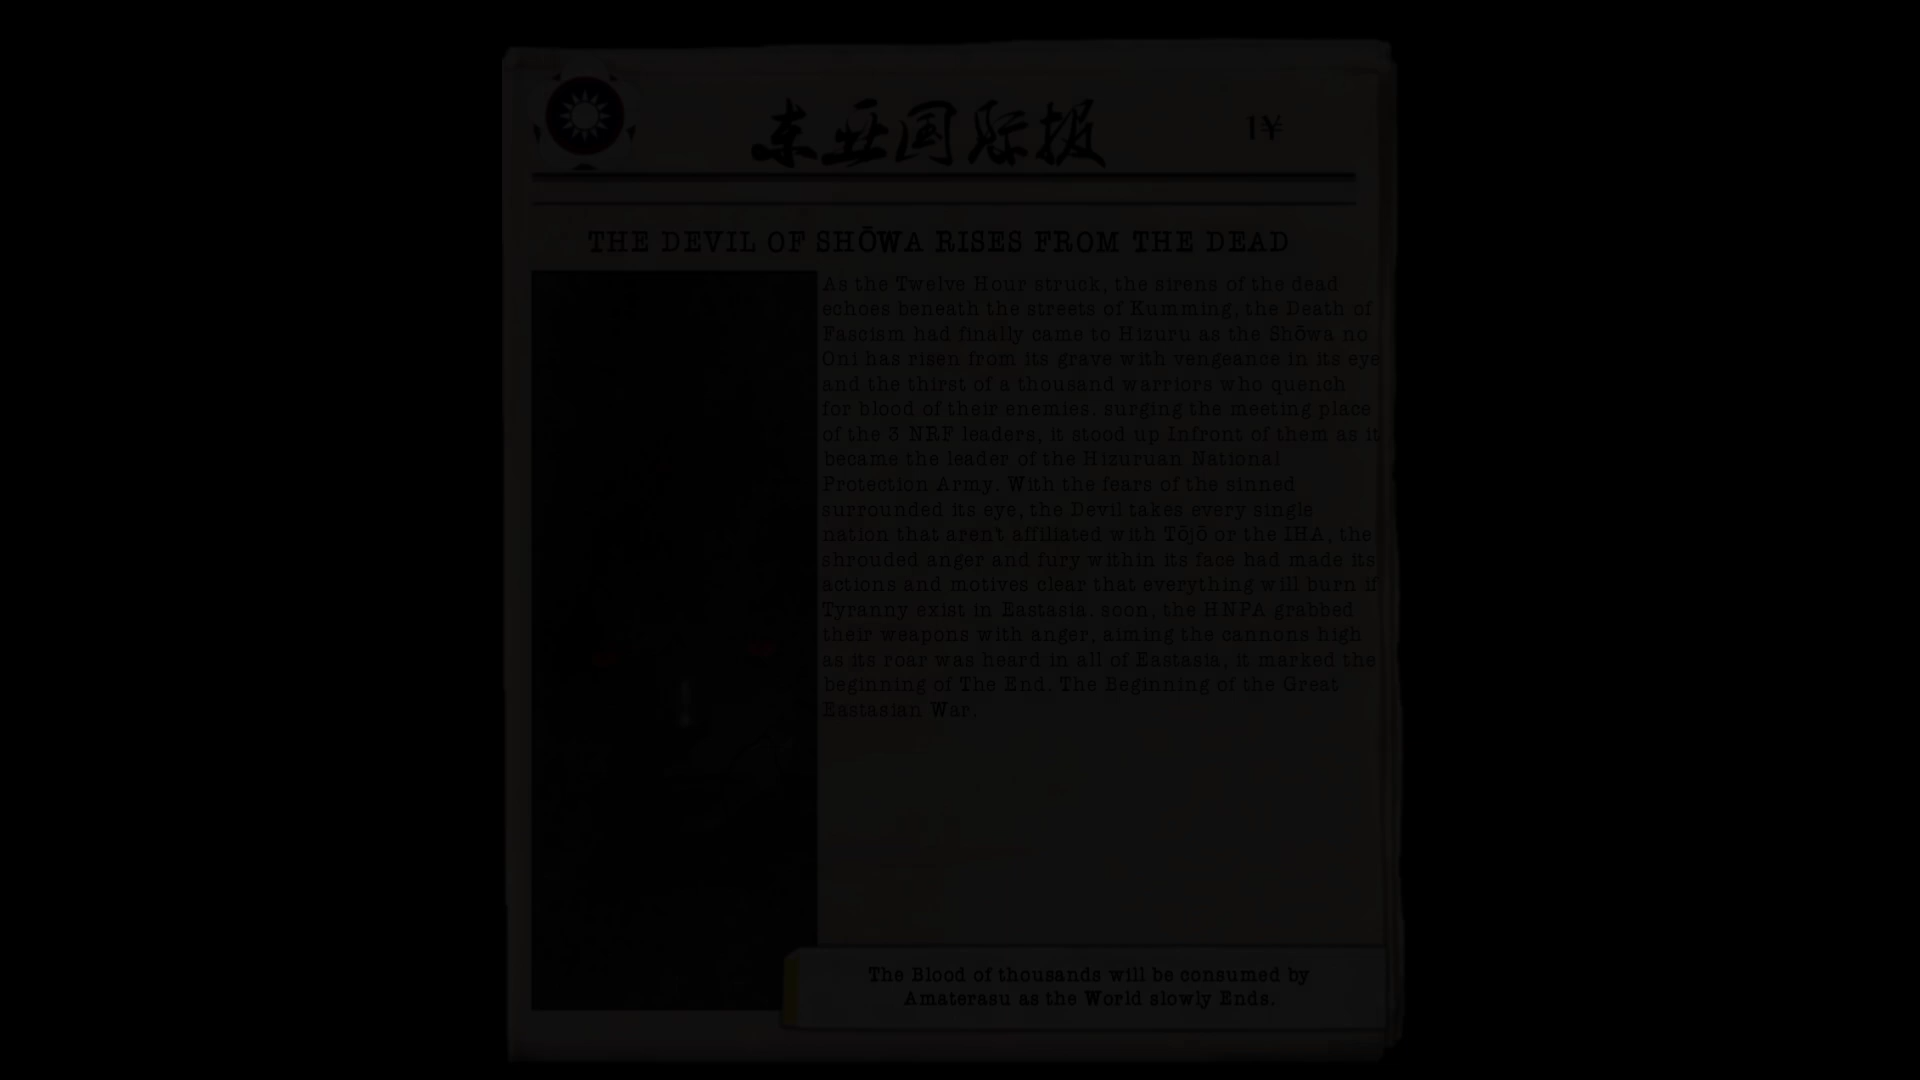 东亚国际报
1¥
THE DEVIL OF SHŌWA RISES FROM THE DEAD
As the Twelve Hour struck, the sirens of the dead
echoes beneath the streets of Kumming, the Death of
Fascism had finally came to Hizuru as the Shōwa no
Oni has risen from its grave with vengeance in its eye
and the thirst of a thousand warriors who quench
for blood of their enemies. surging the meeting place
of the 3 NRF leaders, it stood up Infront of them as it
became the leader of the Hizuruan National
Protection Army. With the fears of the sinned
surrounded its eye, the Devil takes every single
nation that aren't affiliated with Tōjō or the IHA, the
shrouded anger and fury within its face had made its
actions and motives clear that everything will burn if
Tyranny exist in Eastasia. soon, the HNPA grabbed
their weapons with anger, aiming the cannons high
as its roar was heard in all of Eastasia, it marked the
beginning of The End. The Beginning of the Great
Eastasian War.
The Blood of thousands will be consumed by
Amaterasu as the World slowly Ends.